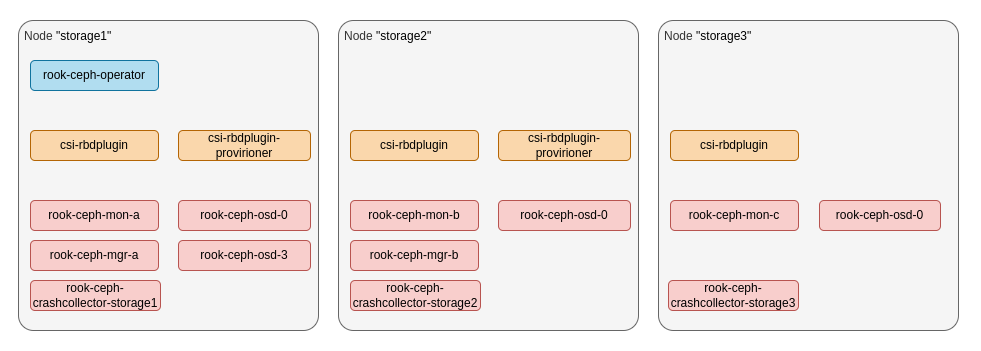 Node "storage1"
rook-ceph-operator
csi-rbdplugin
csi-rbdplugin-
provirioner
rook-ceph-mon-a
rook-ceph-osd-0
rook-ceph-mgr-a
rook-ceph-osd-3
rook-ceph-
crashcollector-storage1
Node "storage2"
csi-rbdplugin
csi-rbdplugin-
provirioner
rook-ceph-mon-b
rook-ceph-osd-0
rook-ceph-mgr-b
rook-ceph-
crashcollector-storage2
Node "storage3"
csi-rbdplugin
rook-ceph-mon-c
rook-ceph-osd-0
rook-ceph-
crashcollector-storage3